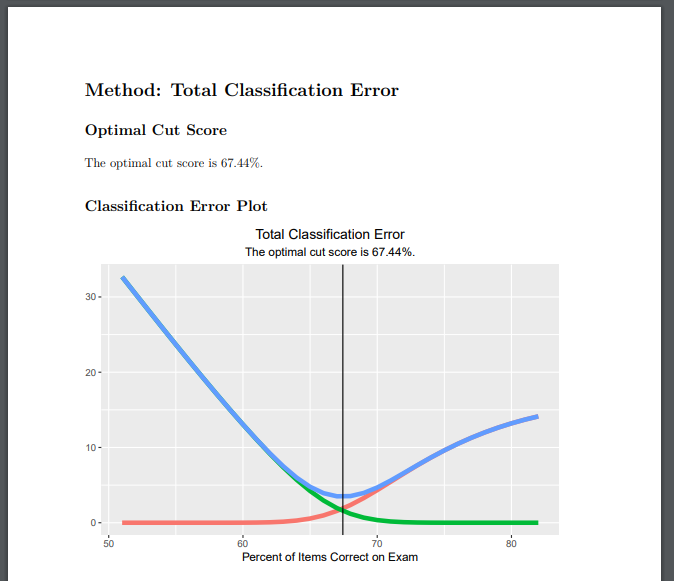 Method: Total Classification Error
Optimal Cut Score
The optimal cut score is 67.44%.
Classification Error Plot
Total Classification Error
The optimal cut score is 67.44%.
30
20
10
0
50 60 70 80
Percent of Items Correct on Exam